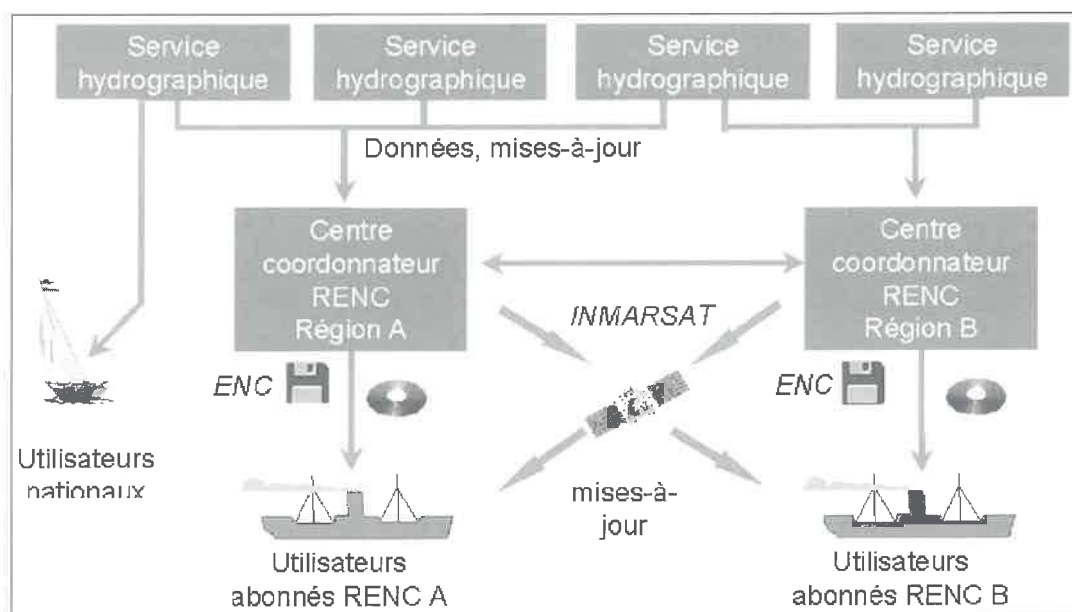 Service
hydrographique
Service
hydrographique
Service
hydrographique
Service
hydrographique
Données, mises-à-jour
Centre
coordonnateur
RENC
Région A
Centre
coordonnateur
RENC
Région B
INMARSAT
ENC
ENC
Utilisateurs
nationaux
mises-à-
jour
Utilisateurs
abonnés RENC A
Utilisateurs
abonnés RENC B